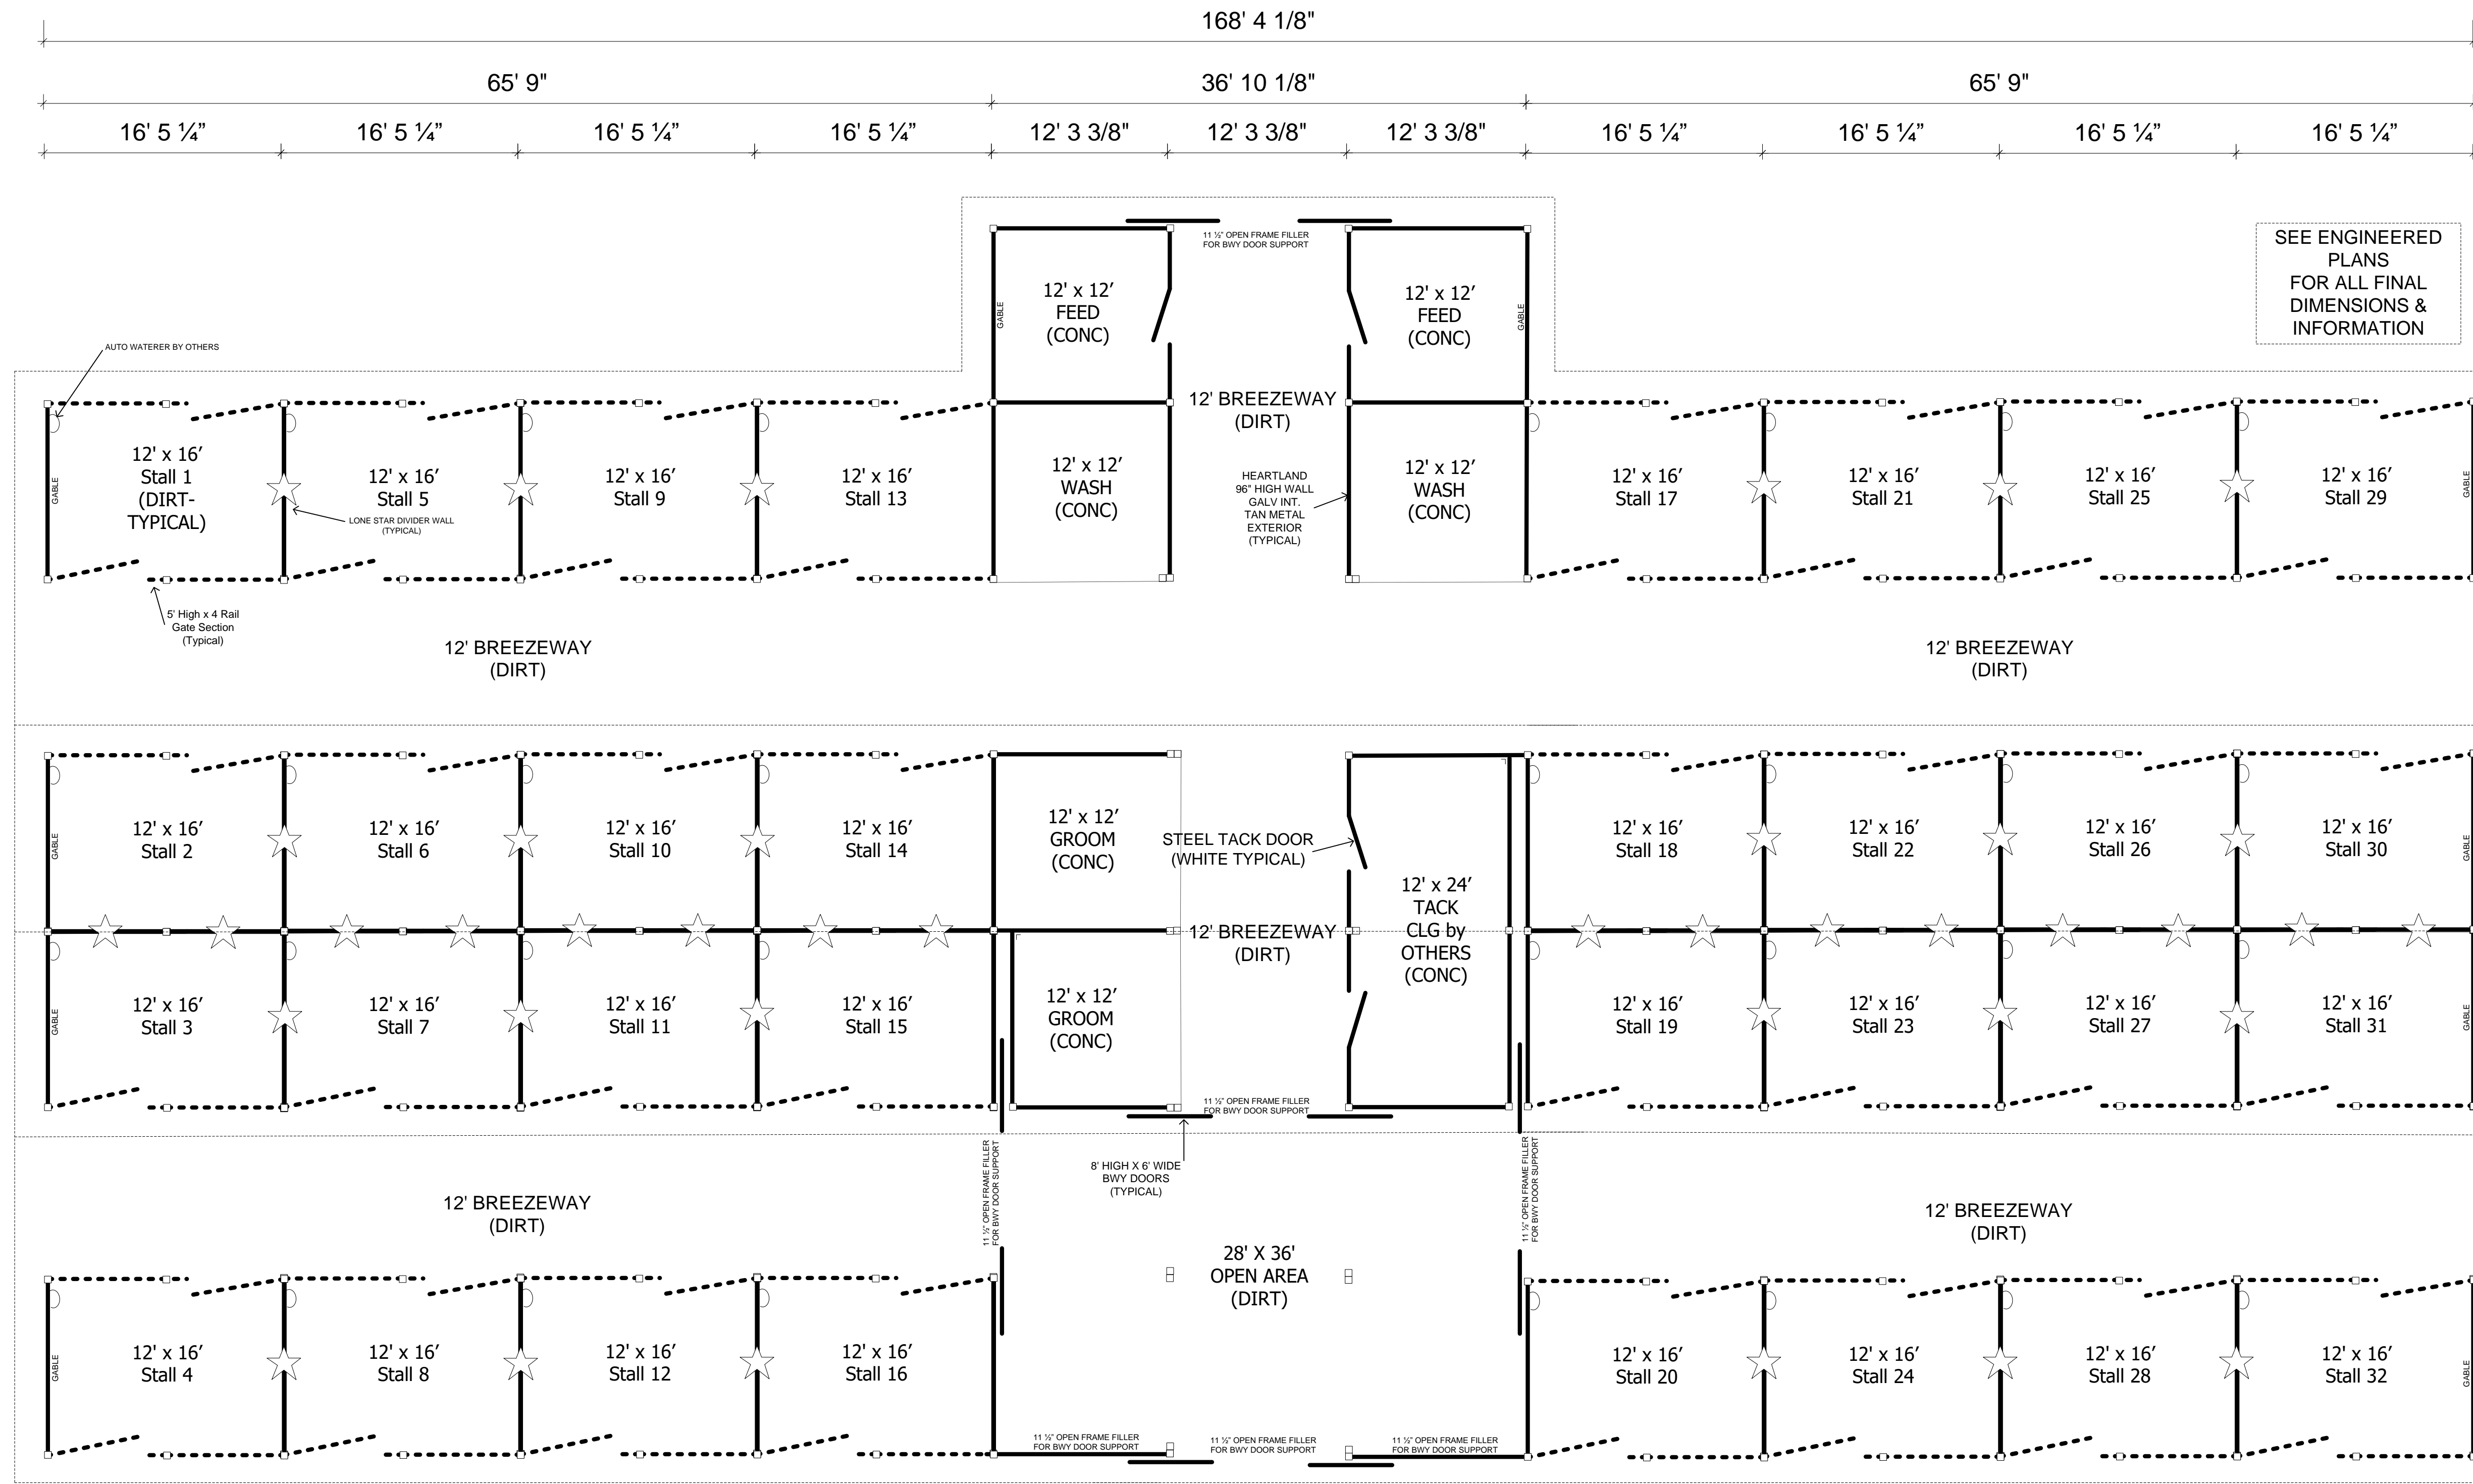 168' 4 1/8"
65' 9"
36' 10 1/8"
65' 9"
16' 5 ¼”
16' 5 ¼”
16' 5 ¼”
16' 5 ¼”
12' 3 3/8"
12' 3 3/8"
12' 3 3/8"
16' 5 ¼”
16' 5 ¼”
16' 5 ¼”
16' 5 ¼”
SEE ENGINEERED
PLANS
FOR ALL FINAL
DIMENSIONS &
INFORMATION
11 ½” OPEN FRAME FILLER
FOR BWY DOOR SUPPORT
12' x 12’
FEED
(CONC)
GABLE
12' x 12’
FEED
(CONC)
GABLE
AUTO WATERER BY OTHERS
12' BREEZEWAY
(DIRT)
12' x 16’
Stall 1
(DIRT-
TYPICAL)
GABLE
12' x 16’
Stall 5
LONE STAR DIVIDER WALL
(TYPICAL)
12' x 16’
Stall 9
12' x 16’
Stall 13
12' x 12’
WASH
(CONC)
HEARTLAND
96” HIGH WALL
GALV INT.
TAN METAL
EXTERIOR
(TYPICAL)
12' x 12’
WASH
(CONC)
12' x 16’
Stall 17
12' x 16’
Stall 21
12' x 16’
Stall 25
12' x 16’
Stall 29
GABLE
5' High x 4 Rail
Gate Section
(Typical)
12' BREEZEWAY
(DIRT)
12' BREEZEWAY
(DIRT)
GABLE
12' x 16’
Stall 2
12' x 16’
Stall 6
12' x 16’
Stall 10
12' x 16’
Stall 14
12' x 12’
GROOM
(CONC)
STEEL TACK DOOR
(WHITE TYPICAL)
12' x 24’
TACK
CLG by
OTHERS
(CONC)
12' x 16’
Stall 18
12' x 16’
Stall 22
12' x 16’
Stall 26
12' x 16’
Stall 30
GABLE
12' BREEZEWAY
(DIRT)
GABLE
12' x 16’
Stall 3
12' x 16’
Stall 7
12' x 16’
Stall 11
12' x 16’
Stall 15
12' x 12’
GROOM
(CONC)
12' x 16’
Stall 19
12' x 16’
Stall 23
12' x 16’
Stall 27
12' x 16’
Stall 31
GABLE
11 ½” OPEN FRAME FILLER
FOR BWY DOOR SUPPORT
8' HIGH X 6' WIDE
BWY DOORS
(TYPICAL)
11 ½” OPEN FRAME FILLER
FOR BWY DOOR SUPPORT
11 ½” OPEN FRAME FILLER
FOR BWY DOOR SUPPORT
12' BREEZEWAY
(DIRT)
12' BREEZEWAY
(DIRT)
28' X 36'
OPEN AREA
(DIRT)
GABLE
12' x 16’
Stall 4
12' x 16’
Stall 8
12' x 16’
Stall 12
12' x 16’
Stall 16
12' x 16’
Stall 20
12' x 16’
Stall 24
12' x 16’
Stall 28
12' x 16’
Stall 32
GABLE
11 ½” OPEN FRAME FILLER
FOR BWY DOOR SUPPORT
11 ½” OPEN FRAME FILLER
FOR BWY DOOR SUPPORT
11 ½” OPEN FRAME FILLER
FOR BWY DOOR SUPPORT